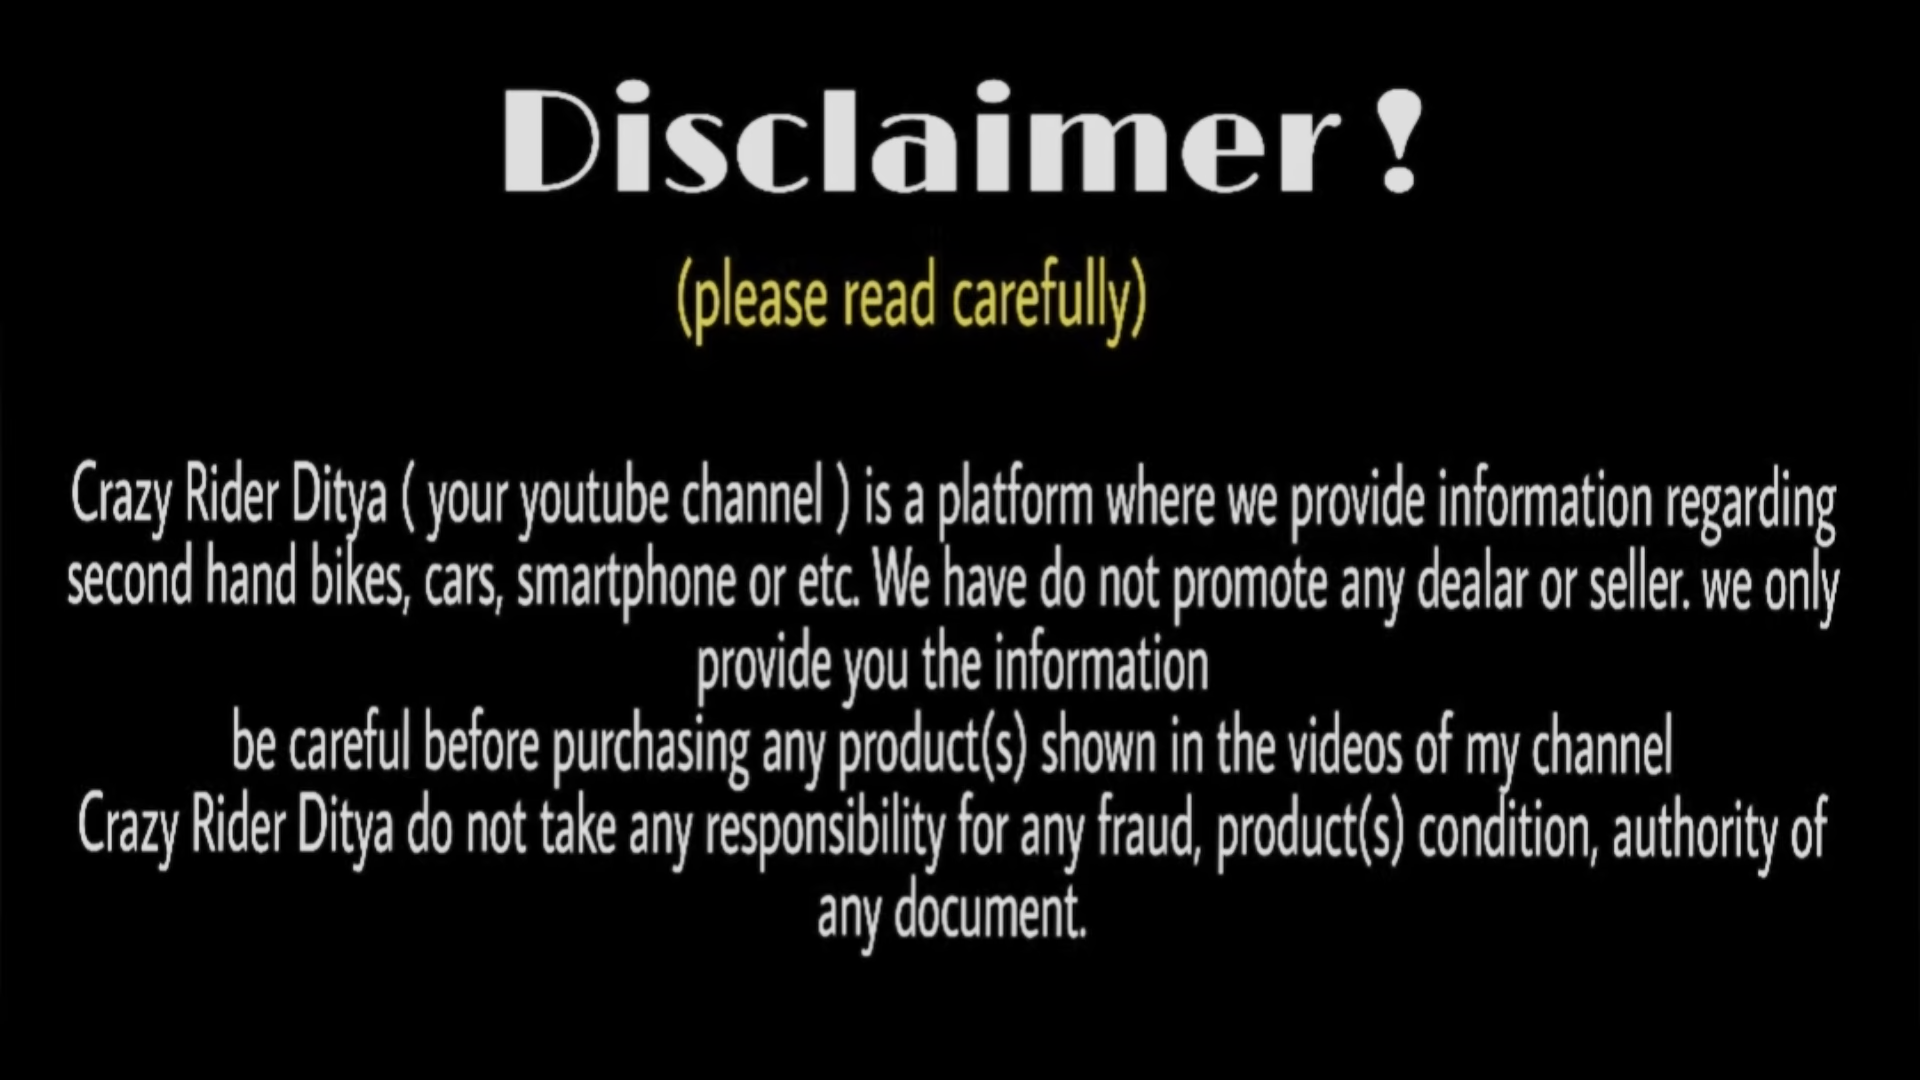 Disclaimer !
(please read carefully)
Crazy Rider Ditya ( your youtube channel ) is a platform where we provide information regarding
second hand bikes, cars, smartphone or etc. We have do not promote any dealar or seller. we only
provide you the information
be careful before purchasing any product(s) shown in the videos of my channel
Crazy Rider Ditya do not take any responsibility for any fraud, product(s) condition, authority of
any document.